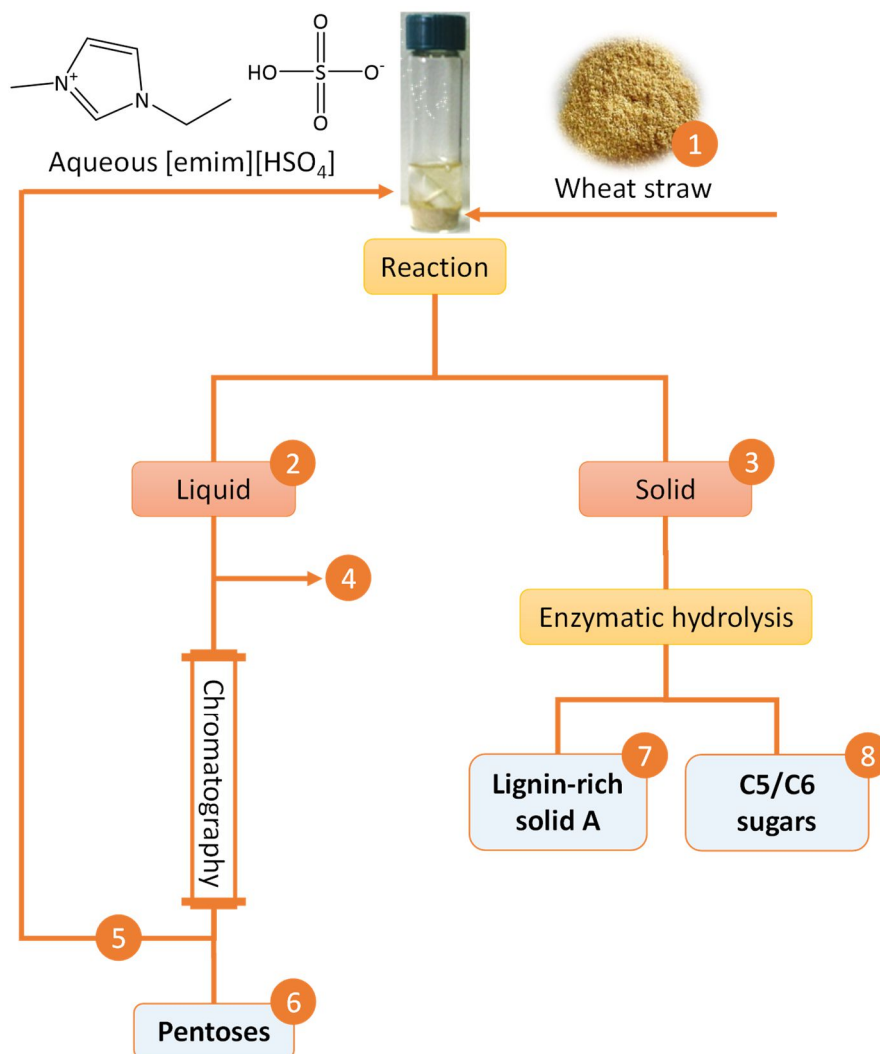 O
HO
S
O⁻
O
N⁺
N
Aqueous [emim][HSO₄]
1
Wheat straw
Reaction
2
Liquid
3
Solid
4
Enzymatic hydrolysis
Chromatography
7
Lignin-rich
solid A
8
C5/C6
sugars
5
6
Pentoses